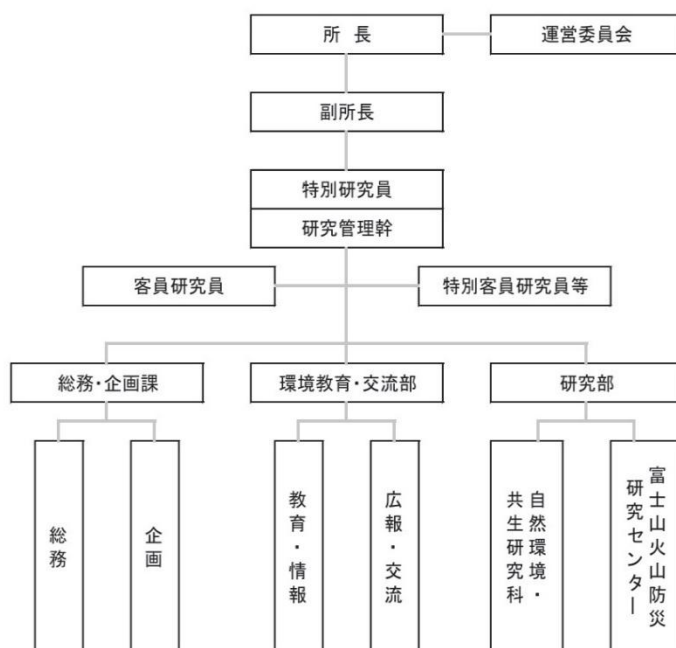 所 長
運営委員会
副所長
特別研究員
研究管理幹
客員研究員
特別客員研究員等
総務・企画課
環境教育・交流部
研究部
総務
企画
教育・情報
広報・交流
自然環境・
共生研究科
富士山火山防災
研究センター